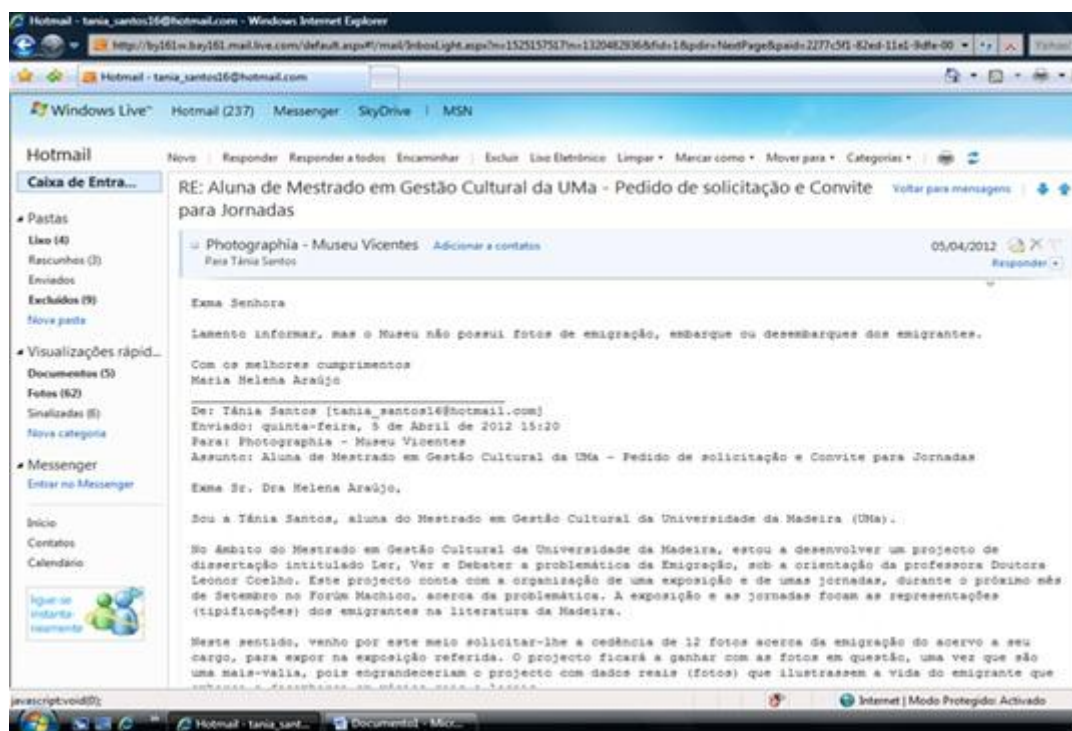 Hotmail - tania_santos16@hotmail.com - Windows Internet Explorer
Hotmail - tania_santos16@hotmail.com
Windows Live™ Hotmail (237) Messenger SkyDrive | MSN
Hotmail
Novo | Responder Responder a todos Encaminhar | Excluir Lixo Eletrônico Limpar Marcar como Mover para Categorias
Caixa de Entra...
RE: Aluna de Mestrado em Gestão Cultural da UMa - Pedido de solicitação e Convite
para Jornadas
Voltar para mensagens
Pastas
Lixo (4)
Rascunhos (3)
Enviados
Excluídos (9)
Nova pasta
Visualizações rápid...
Documentos (5)
Fotos (62)
Sinalizadas (6)
Nova categoria
Messenger
Entrar no Messenger
Início
Contatos
Calendário
Photographia - Museu Vicentes Adicionar a contatos
Para Tânia Santos
05/04/2012
Responder
Exma Senhora
Lamento informar, mas o Museu não possui fotos de emigração, embarque ou desembarques dos emigrantes.
Com os melhores cumprimentos
Maria Helena Araújo
De: Tânia Santos [tania_santos16@hotmail.com]
Enviado: quinta-feira, 5 de Abril de 2012 15:20
Para: Photographia - Museu Vicentes
Assunto: Aluna de Mestrado em Gestão Cultural da UMa - Pedido de solicitação e Convite para Jornadas
Exma Sr. Dra Helena Araújo,
Sou a Tânia Santos, aluna do Mestrado em Gestão Cultural da Universidade da Madeira (UMa).
No âmbito do Mestrado em Gestão Cultural da Universidade da Madeira, estou a desenvolver um projecto de
dissertação intitulado Ler, Ver e Debater a problemática da Emigração, sob a orientação da professora Doutora
Leonor Coelho. Este projecto conta com a organização de uma exposição e de umas jornadas, durante o próximo mês
de Setembro no Forúm Machico, acerca da problemática. A exposição e as jornadas focam as representações
(tipificações) dos emigrantes na literatura da Madeira.
Neste sentido, venho por este meio solicitar-lhe a cedência de 12 fotos acerca da emigração do acervo a seu
cargo, para expor na exposição referida. O projecto ficará a ganhar com as fotos em questão, uma vez que são
uma mais-valia, pois engrandeceriam o projecto com dados reais (fotos) que ilustrassem a vida do emigrante que
javascript:void(0);
Internet | Modo Protegido: Activado
Hotmail - tania_sant...
Documento1 - Micr...